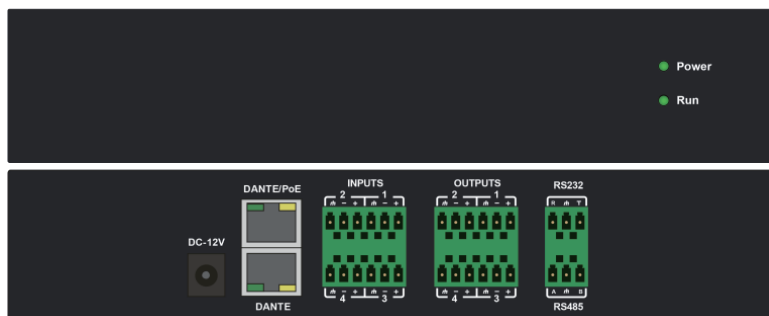 Power
Run
INPUTS OUTPUTS RS232
DANTE/PoE
2 1 2 1
⏚ − + ⏚ − + ⏚ − + ⏚ − + R ⏚ T
DC-12V
⏚ − + ⏚ − + ⏚ − + ⏚ − + A ⏚ B
4 3 4 3
DANTE RS485